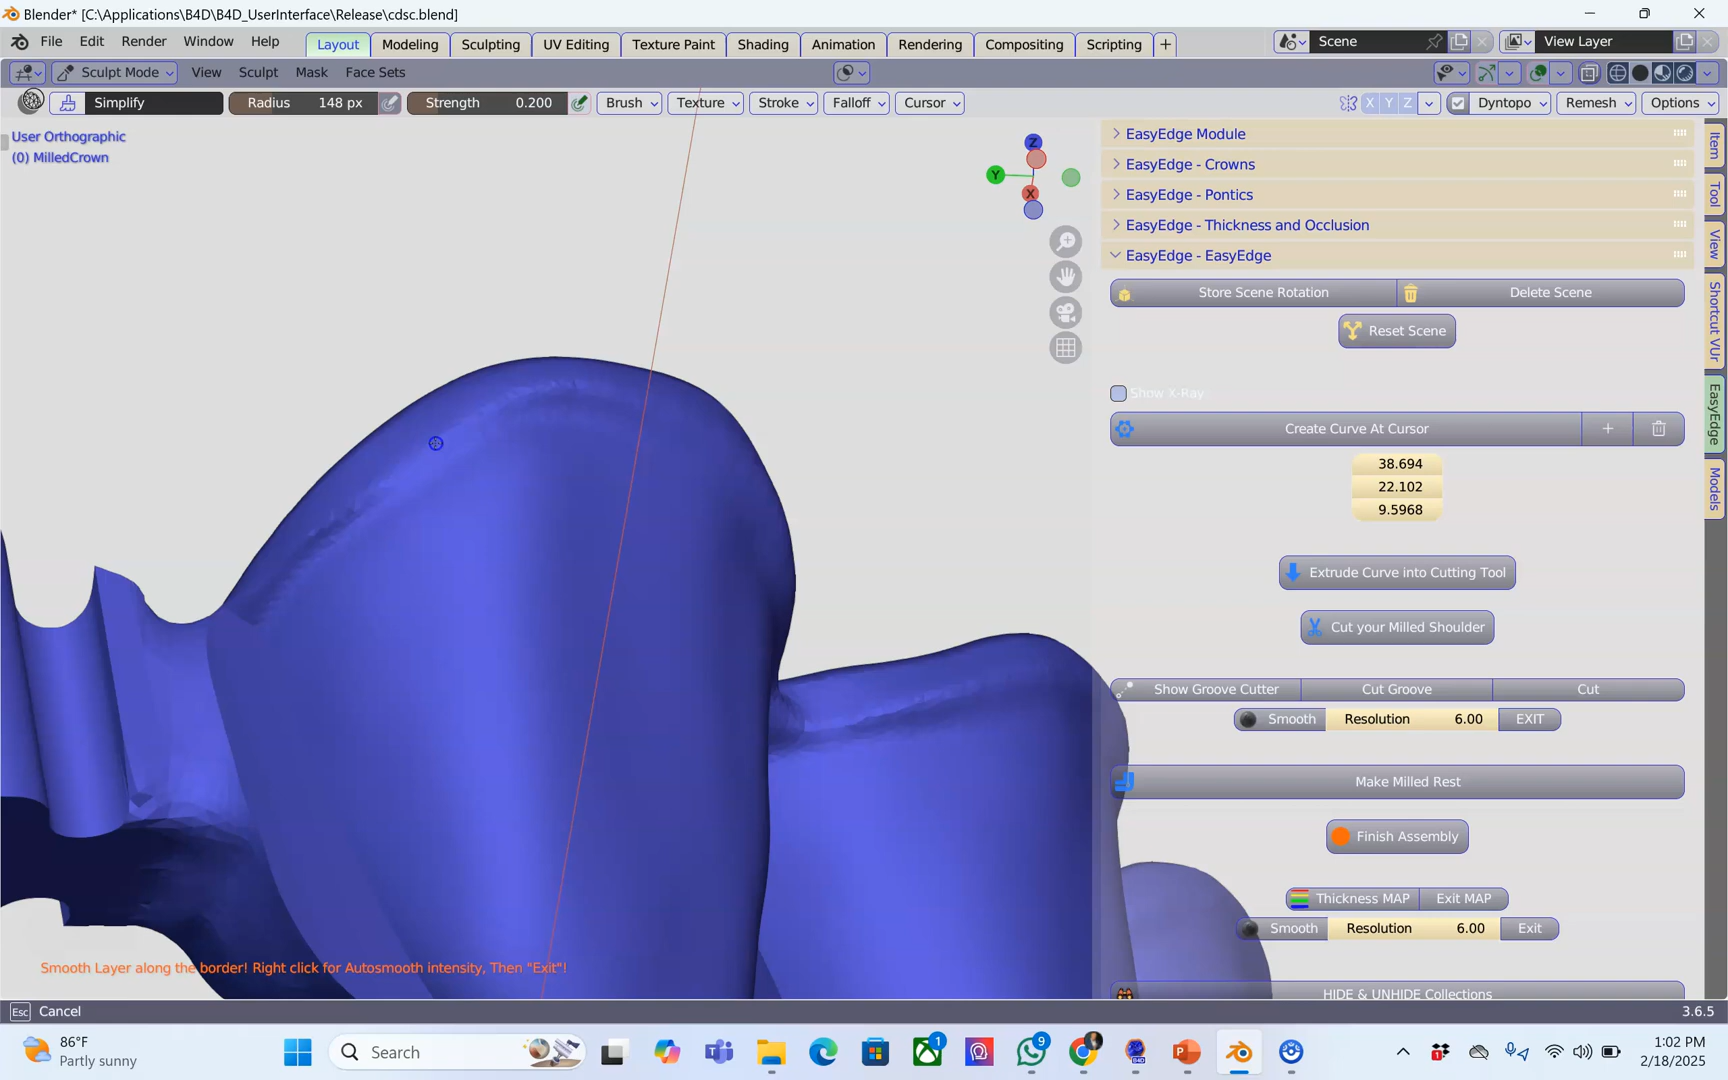 Blender* [C:\Applications\B4D\B4D_UserInterface\Release\cdsc.blend]
File Edit Render Window Help Layout Modeling Sculpting UV Editing Texture Paint Shading Animation Rendering Compositing Scripting + Scene View Layer
Sculpt Mode View Sculpt Mask Face Sets
Simplify Radius 148 px Strength 0.200 Brush Texture Stroke Falloff Cursor X Y Z Dyntopo Remesh Options
User Orthographic
(0) MilledCrown
Z
Y
X
EasyEdge Module
EasyEdge - Crowns
EasyEdge - Pontics
EasyEdge - Thickness and Occlusion
EasyEdge - EasyEdge
Store Scene Rotation Delete Scene
Reset Scene
Show X-Ray
Create Curve At Cursor +
38.694
22.102
9.5968
Extrude Curve into Cutting Tool
Cut your Milled Shoulder
Show Groove Cutter Cut Groove Cut
Smooth Resolution 6.00 EXIT
Make Milled Rest
Finish Assembly
Thickness MAP Exit MAP
Smooth Resolution 6.00 Exit
HIDE & UNHIDE Collections
Item
Tool
View
Shortcut VUr
EasyEdge
Models
Smooth Layer along the border! Right click for Autosmooth intensity, Then "Exit"!
Esc Cancel 3.6.5
86°F
Partly sunny
Search
1
9
B4D
1
1:02 PM
2/18/2025